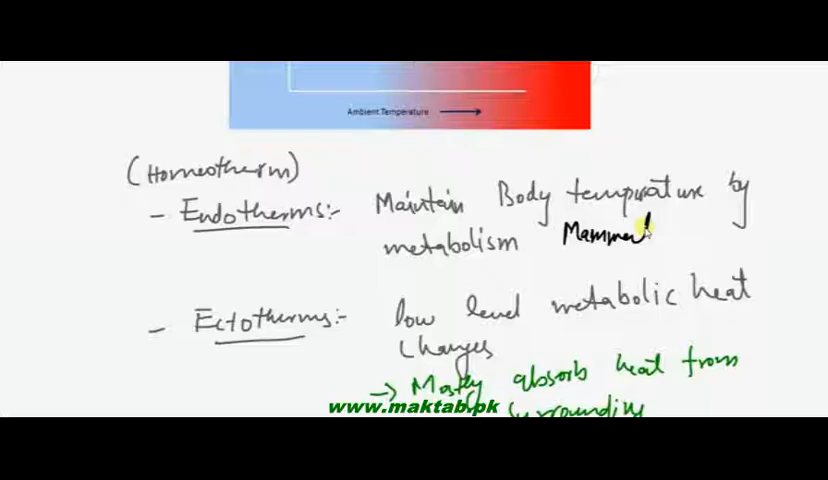 Ambient Temperature
(Homeotherm)
- Endotherms:- Maintain Body temperature by
metabolism Mammal
- Ectotherms:- low level metabolic heat
changes
→ Mostly absorb heat from
surrounding
www.maktab.pk